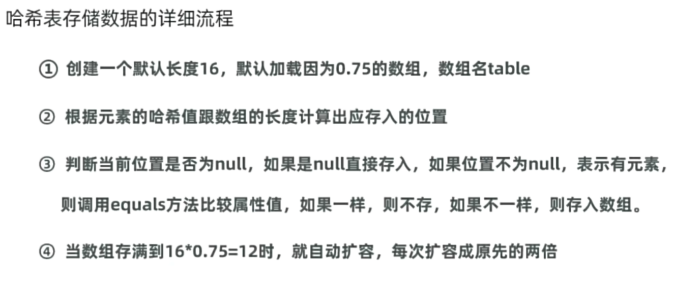 哈希表存储数据的详细流程
① 创建一个默认长度16，默认加载因为0.75的数组，数组名table
② 根据元素的哈希值跟数组的长度计算出应存入的位置
③ 判断当前位置是否为null，如果是null直接存入，如果位置不为null，表示有元素，
则调用equals方法比较属性值，如果一样，则不存，如果不一样，则存入数组。
④ 当数组存满到16*0.75=12时，就自动扩容，每次扩容成原先的两倍